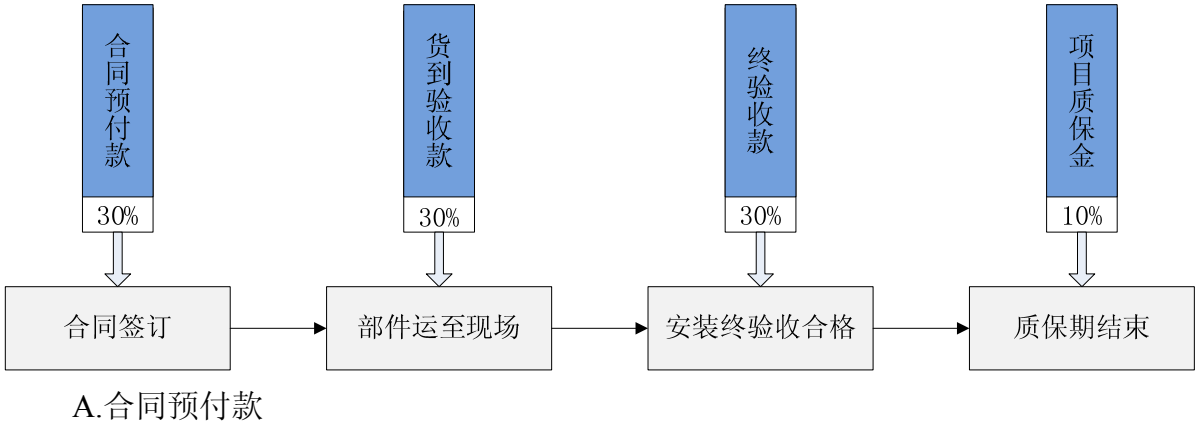 合同预付款
货到验收款
终验收款
项目质保金
30%
30%
30%
10%
合同签订
部件运至现场
安装终验收合格
质保期结束
A.合同预付款